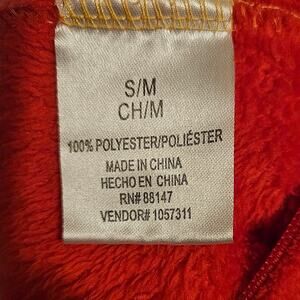 S/M
CH/M
100% POLYESTER/POLIÉSTER
MADE IN CHINA
HECHO EN CHINA
RN# 88147
VENDOR# 1057311